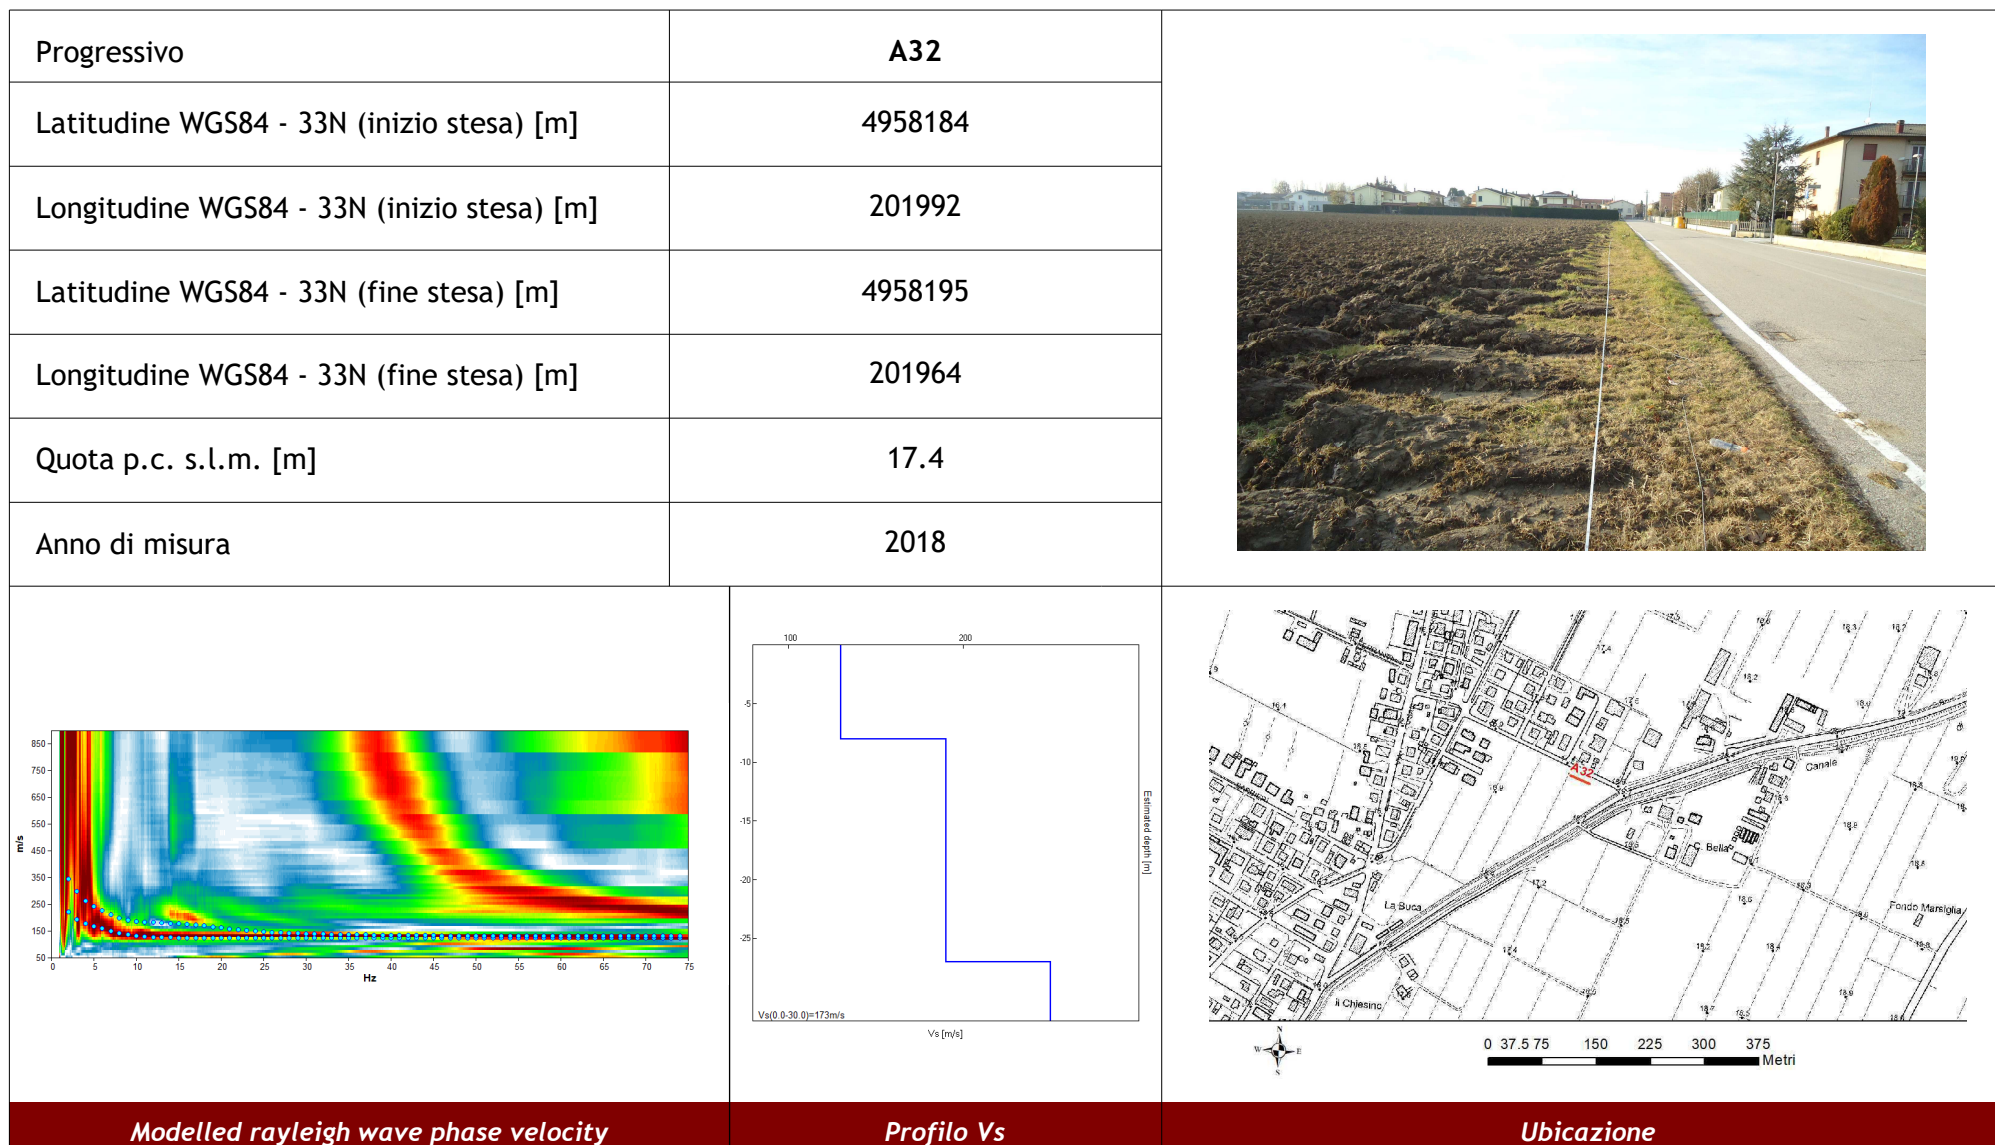 Progressivo
A32
Latitudine WGS84 - 33N (inizio stesa) [m]
4958184
Longitudine WGS84 - 33N (inizio stesa) [m]
201992
Latitudine WGS84 - 33N (fine stesa) [m]
4958195
Longitudine WGS84 - 33N (fine stesa) [m]
201964
Quota p.c. s.l.m. [m]
17.4
Anno di misura
2018
850
750
650
550
450
350
250
150
50
m/s
0 5 10 15 20 25 30 35 40 45 50 55 60 65 70 75
Hz
100 200
-5
-10
-15
-20
-25
Estimated depth [m]
Vs(0.0-30.0)=173m/s
Vs [m/s]
A32
Canale
C. Bella
La Buca
Fondo Marsiglia
il Chiesino
N
W E
S
0 37.5 75 150 225 300 375
Metri
Modelled rayleigh wave phase velocity
Profilo Vs
Ubicazione